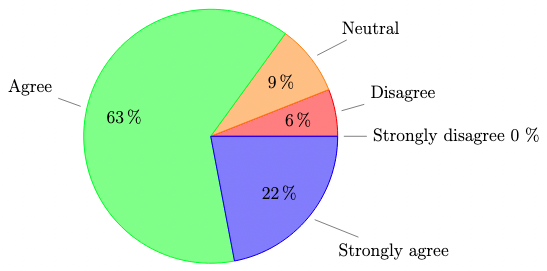 Neutral
Agree
9 %
Disagree
63 %
6 %
Strongly disagree 0 %
22 %
Strongly agree